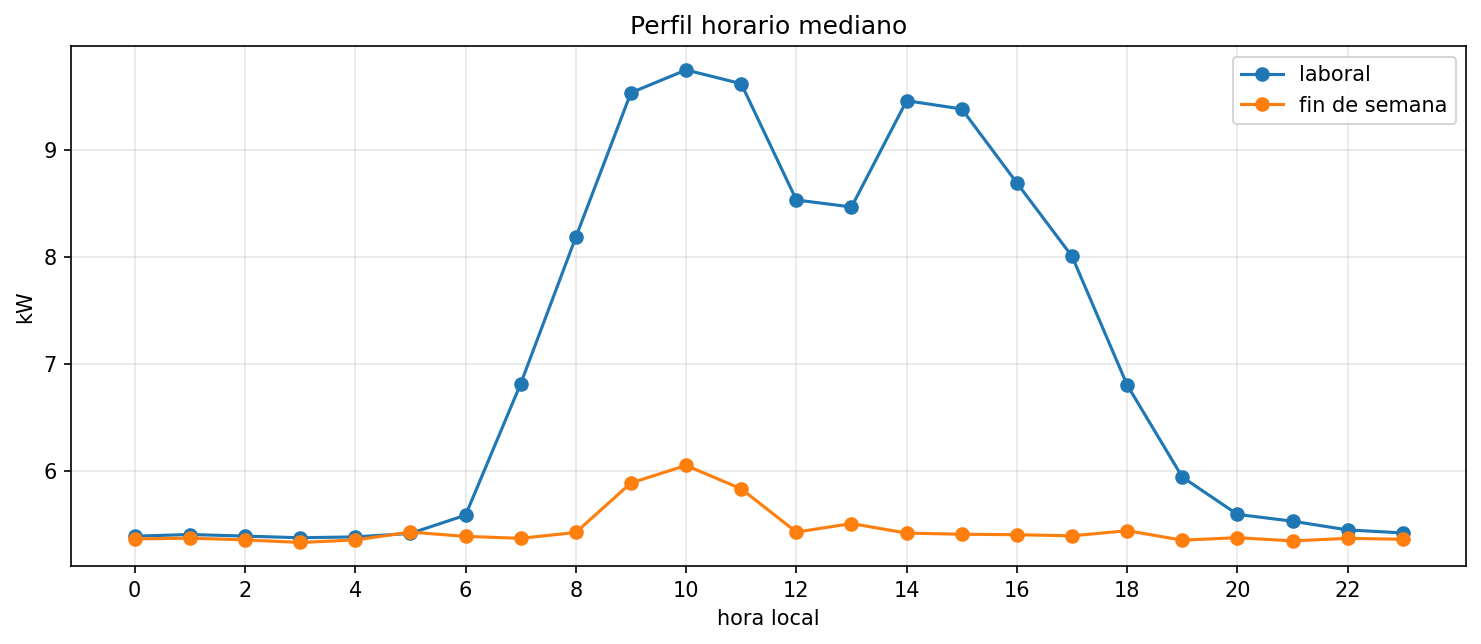 Perfil horario mediano
laboral
fin de semana
kW
9
8
7
6
0 2 4 6 8 10 12 14 16 18 20 22
hora local